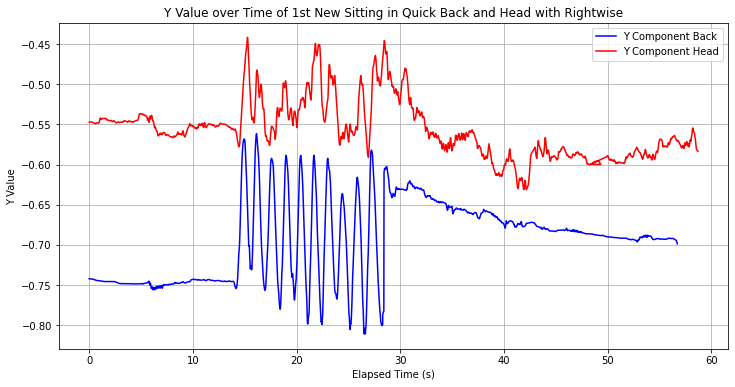 Y Value over Time of 1st New Sitting in Quick Back and Head with Rightwise
Y Component Back
Y Component Head
−0.45
−0.50
−0.55
−0.60
−0.65
−0.70
−0.75
−0.80
Y Value
0 10 20 30 40 50 60
Elapsed Time (s)